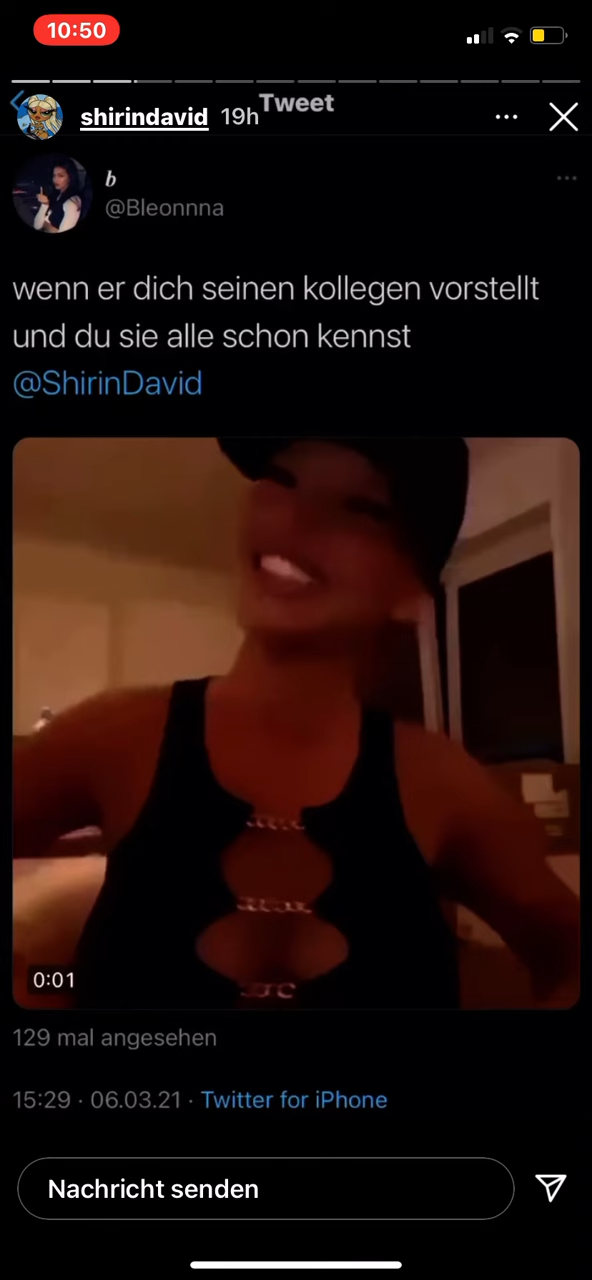 10:50
Tweet
shirindavid 19h
b
@Bleonnna
wenn er dich seinen kollegen vorstellt
und du sie alle schon kennst
@ShirinDavid
0:01
129 mal angesehen
15:29 · 06.03.21 · Twitter for iPhone
Nachricht senden